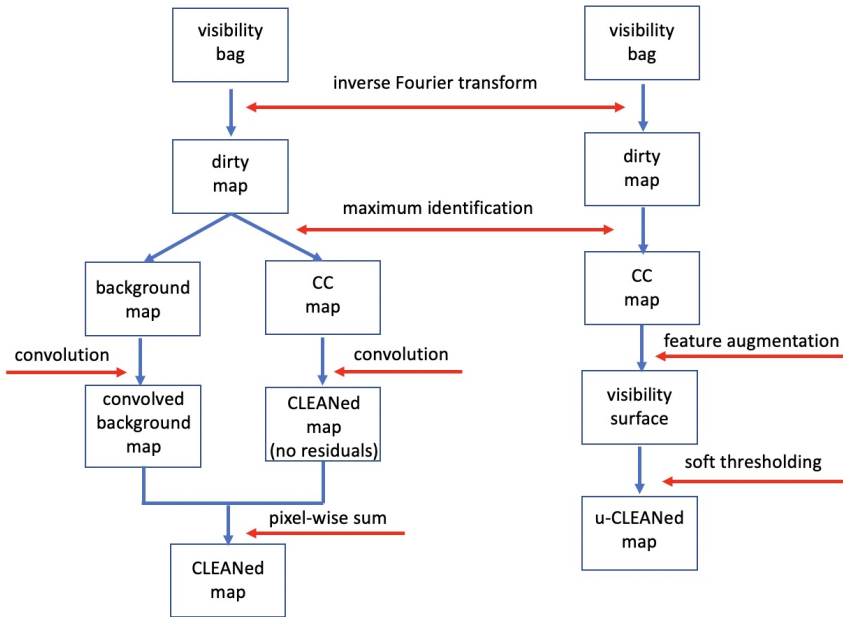 visibility
bag
visibility
bag
inverse Fourier transform
dirty
map
dirty
map
maximum identification
background
map
CC
map
CC
map
convolution
convolution
feature augmentation
convolved
background
map
CLEANed
map
(no residuals)
visibility
surface
soft thresholding
pixel-wise sum
u-CLEANed
map
CLEANed
map